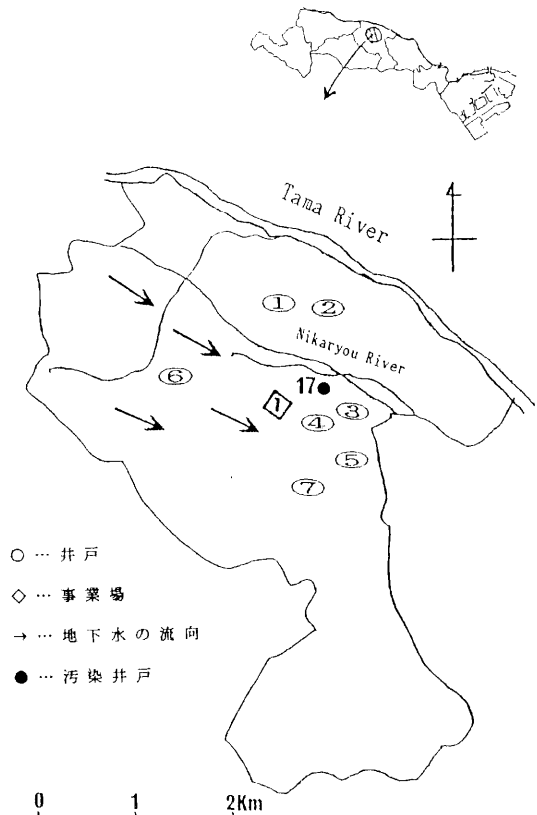 Tama River
① ②
Nikaryou River
⑥
17
1
③
④
⑤
⑦
○ … 井戸
◇ … 事業場
→ … 地下水の流向
● … 汚染井戸
0 1 2Km